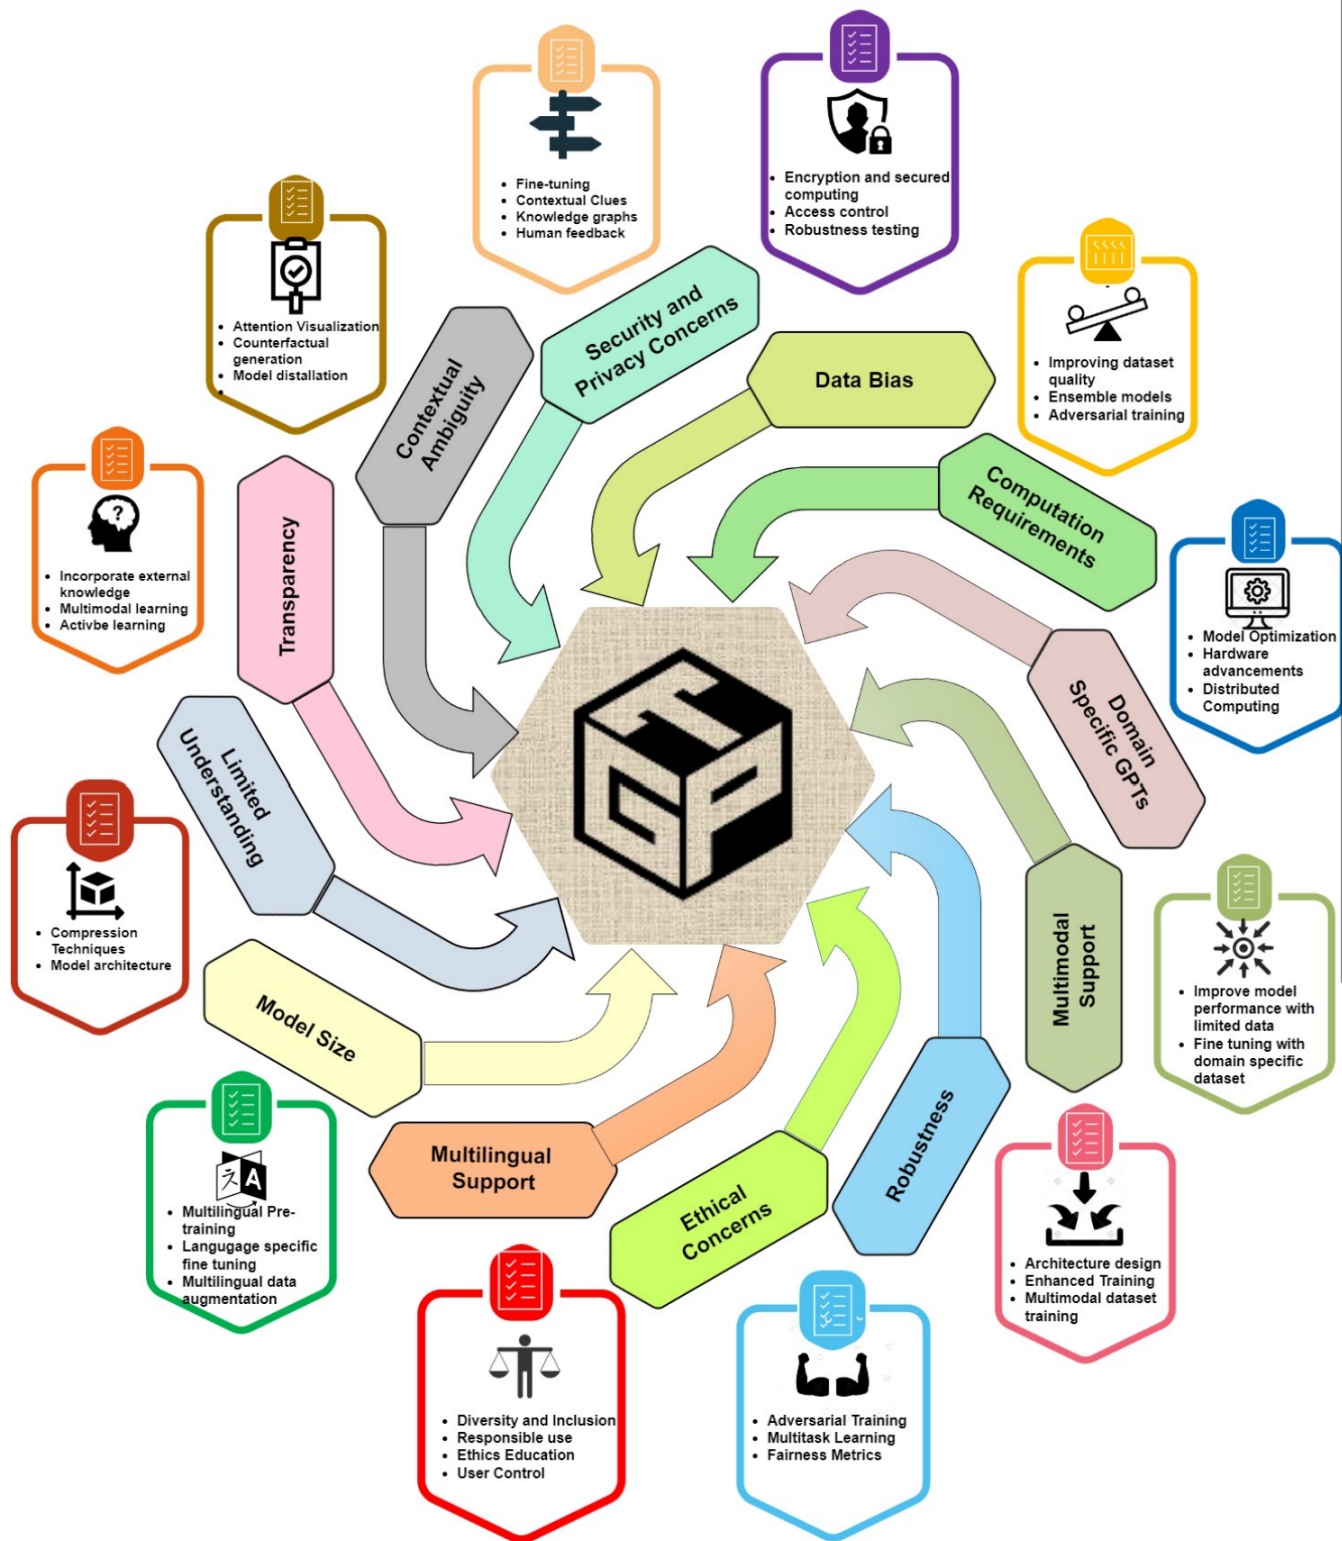 Fine-tuning
Contextual Clues
Knowledge graphs
Human feedback
Encryption and secured
computing
Access control
Robustness testing
Attention Visualization
Counterfactual
generation
Model distallation
Improving dataset
quality
Ensemble models
Adversarial training
Security and
Privacy Concerns
Data Bias
Contextual
Ambiguity
Computation
Requirements
Incorporate external
knowledge
Multimodal learning
Activbe learning
Transparency
Model Optimization
Hardware
advancements
Distributed
Computing
Domain
Specific GPTs
Limited
Understanding
GPT
Compression
Techniques
Model architecture
Multimodal
Support
Improve model
performance with
limited data
Fine tuning with
domain specific
dataset
Model Size
Multilingual
Support
Ethical
Concerns
Robustness
A
Multilingual Pre-
training
Langugage specific
fine tuning
Multilingual data
augmentation
Architecture design
Enhanced Training
Multimodal dataset
training
Diversity and Inclusion
Responsible use
Ethics Education
User Control
Adversarial Training
Multitask Learning
Fairness Metrics